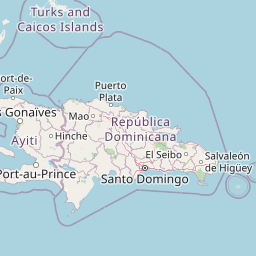 Turks and
Caicos Islands
Port-de-
Paix
Puerto
Plata
Gonaïves
Mao
República
Dominicana
Hinche
Ayiti
El Seibo
Salvaleón
de Higüey
Port-au-Prince
Santo Domingo